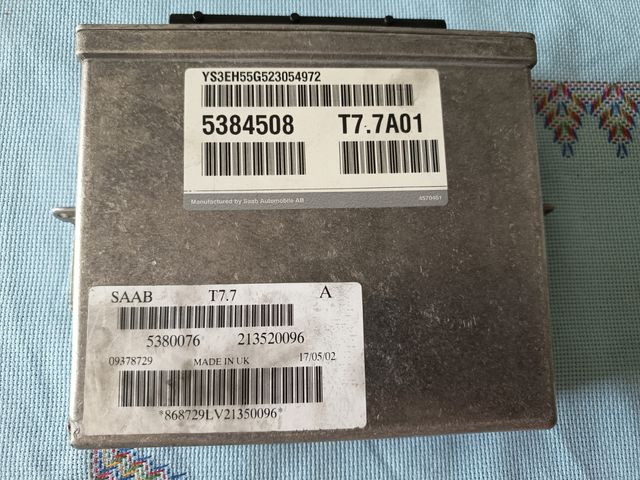 YS3EH55G523054972
5384508 T7.7A01
Manufactured by Saab Automobile AB 4570451
SAAB T7.7 A
5380076 213520096
09378729 MADE IN UK 17/05/02
*868729LV21350096*